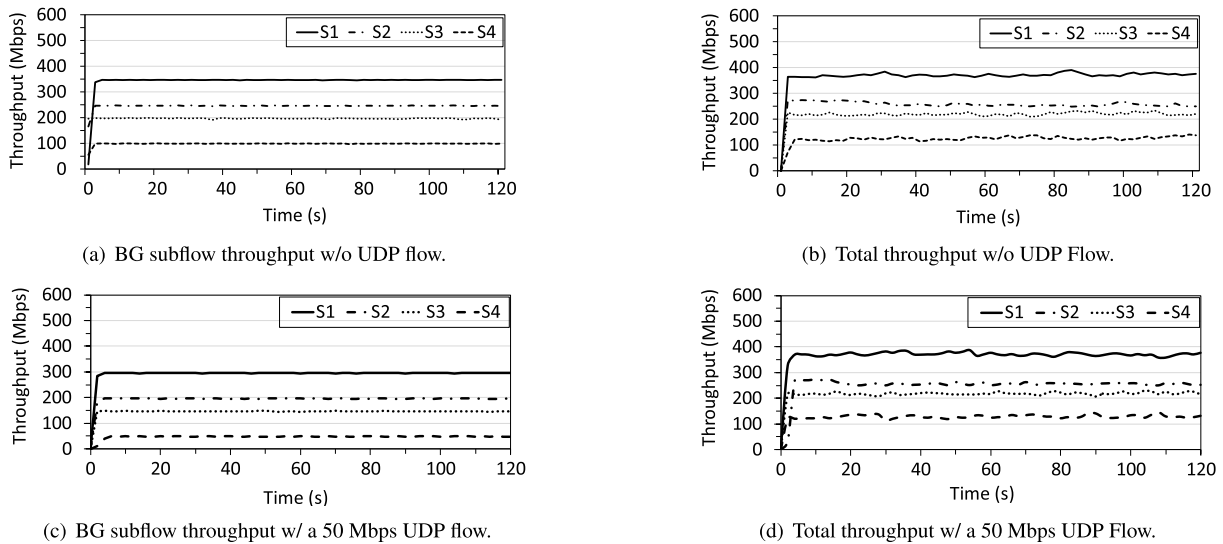 600
500
400
300
200
100
0
Throughput (Mbps)
S1 S2 S3 S4
0 20 40 60 80 100 120
Time (s)
(a) BG subflow throughput w/o UDP flow.
600
500
400
300
200
100
0
Throughput (Mbps)
S1 S2 S3 S4
0 20 40 60 80 100 120
Time (s)
(b) Total throughput w/o UDP Flow.
600
500
400
300
200
100
0
Throughput (Mbps)
S1 S2 S3 S4
0 20 40 60 80 100 120
Time (s)
(c) BG subflow throughput w/ a 50 Mbps UDP flow.
600
500
400
300
200
100
0
Throughput (Mbps)
S1 S2 S3 S4
0 20 40 60 80 100 120
Time (s)
(d) Total throughput w/ a 50 Mbps UDP Flow.